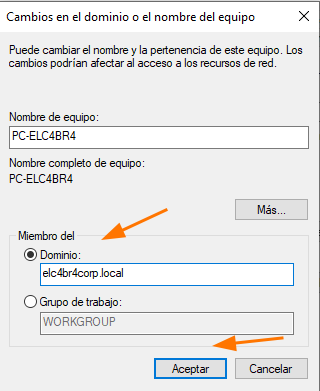 Cambios en el dominio o el nombre del equipo
Puede cambiar el nombre y la pertenencia de este equipo. Los
cambios podrían afectar al acceso a los recursos de red.
Nombre de equipo:
PC-ELC4BR4
Nombre completo de equipo:
PC-ELC4BR4
Más...
Miembro del
Dominio:
elc4br4corp.local
Grupo de trabajo:
WORKGROUP
Aceptar
Cancelar